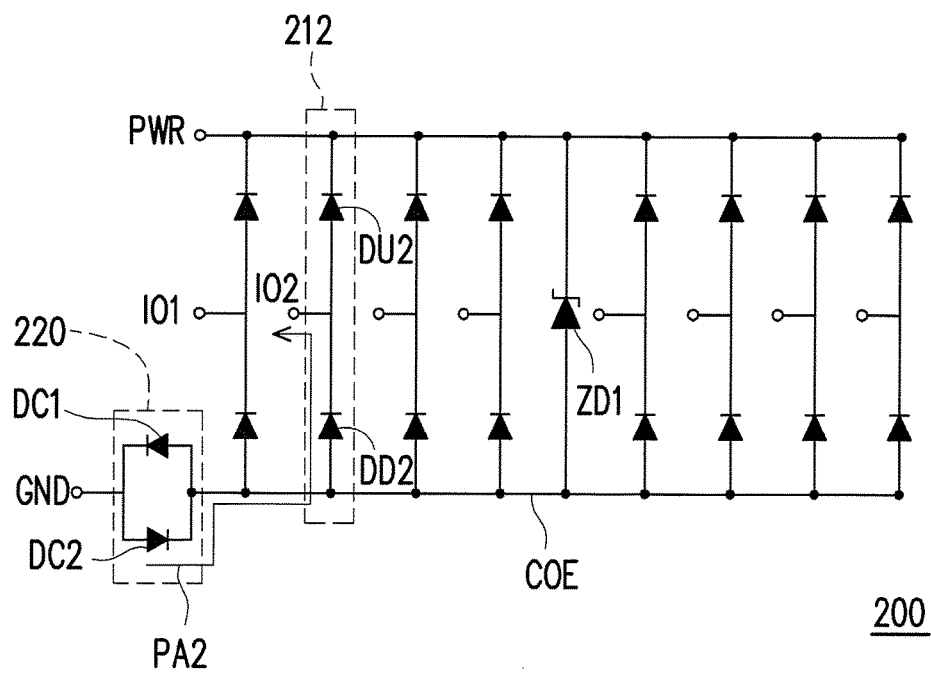 212
PWR
DU2
IO1
IO2
220
ZD1
DC1
DD2
GND
DC2
COE
200
PA2